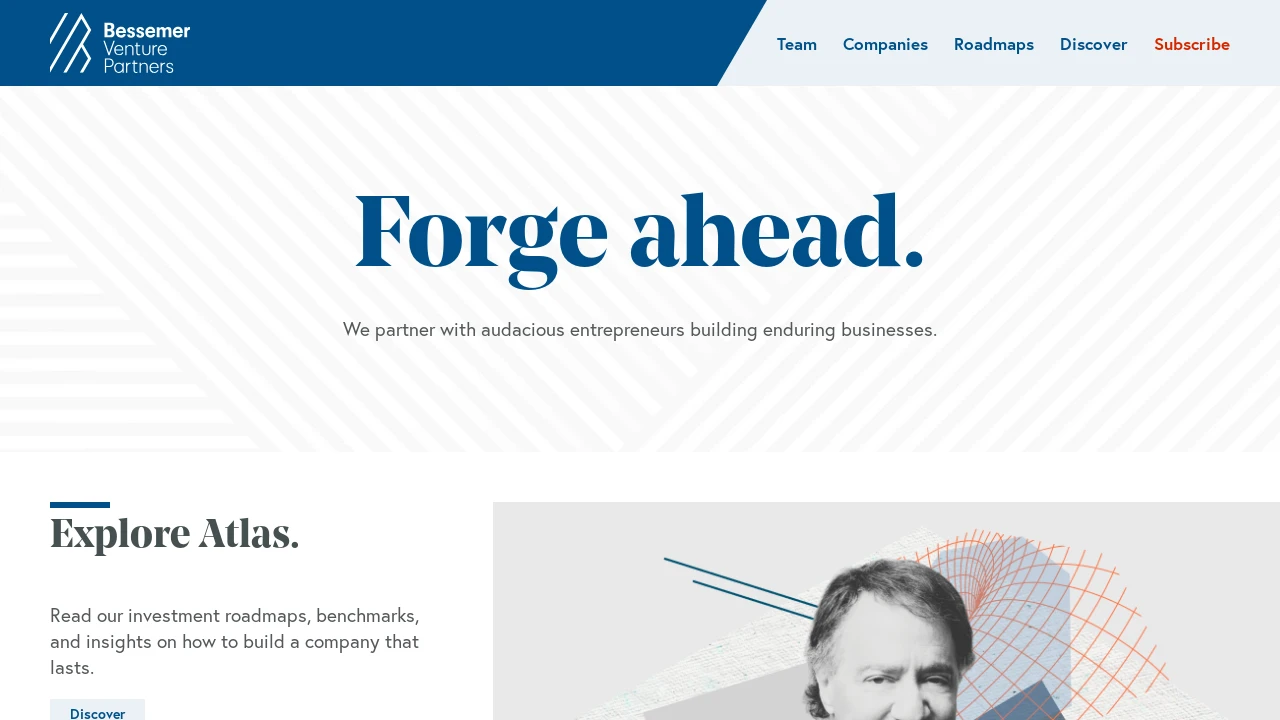 Bessemer
Venture
Partners
Team Companies Roadmaps Discover Subscribe
Forge ahead.
We partner with audacious entrepreneurs building enduring businesses.
Explore Atlas.
Read our investment roadmaps, benchmarks,
and insights on how to build a company that
lasts.
Discover